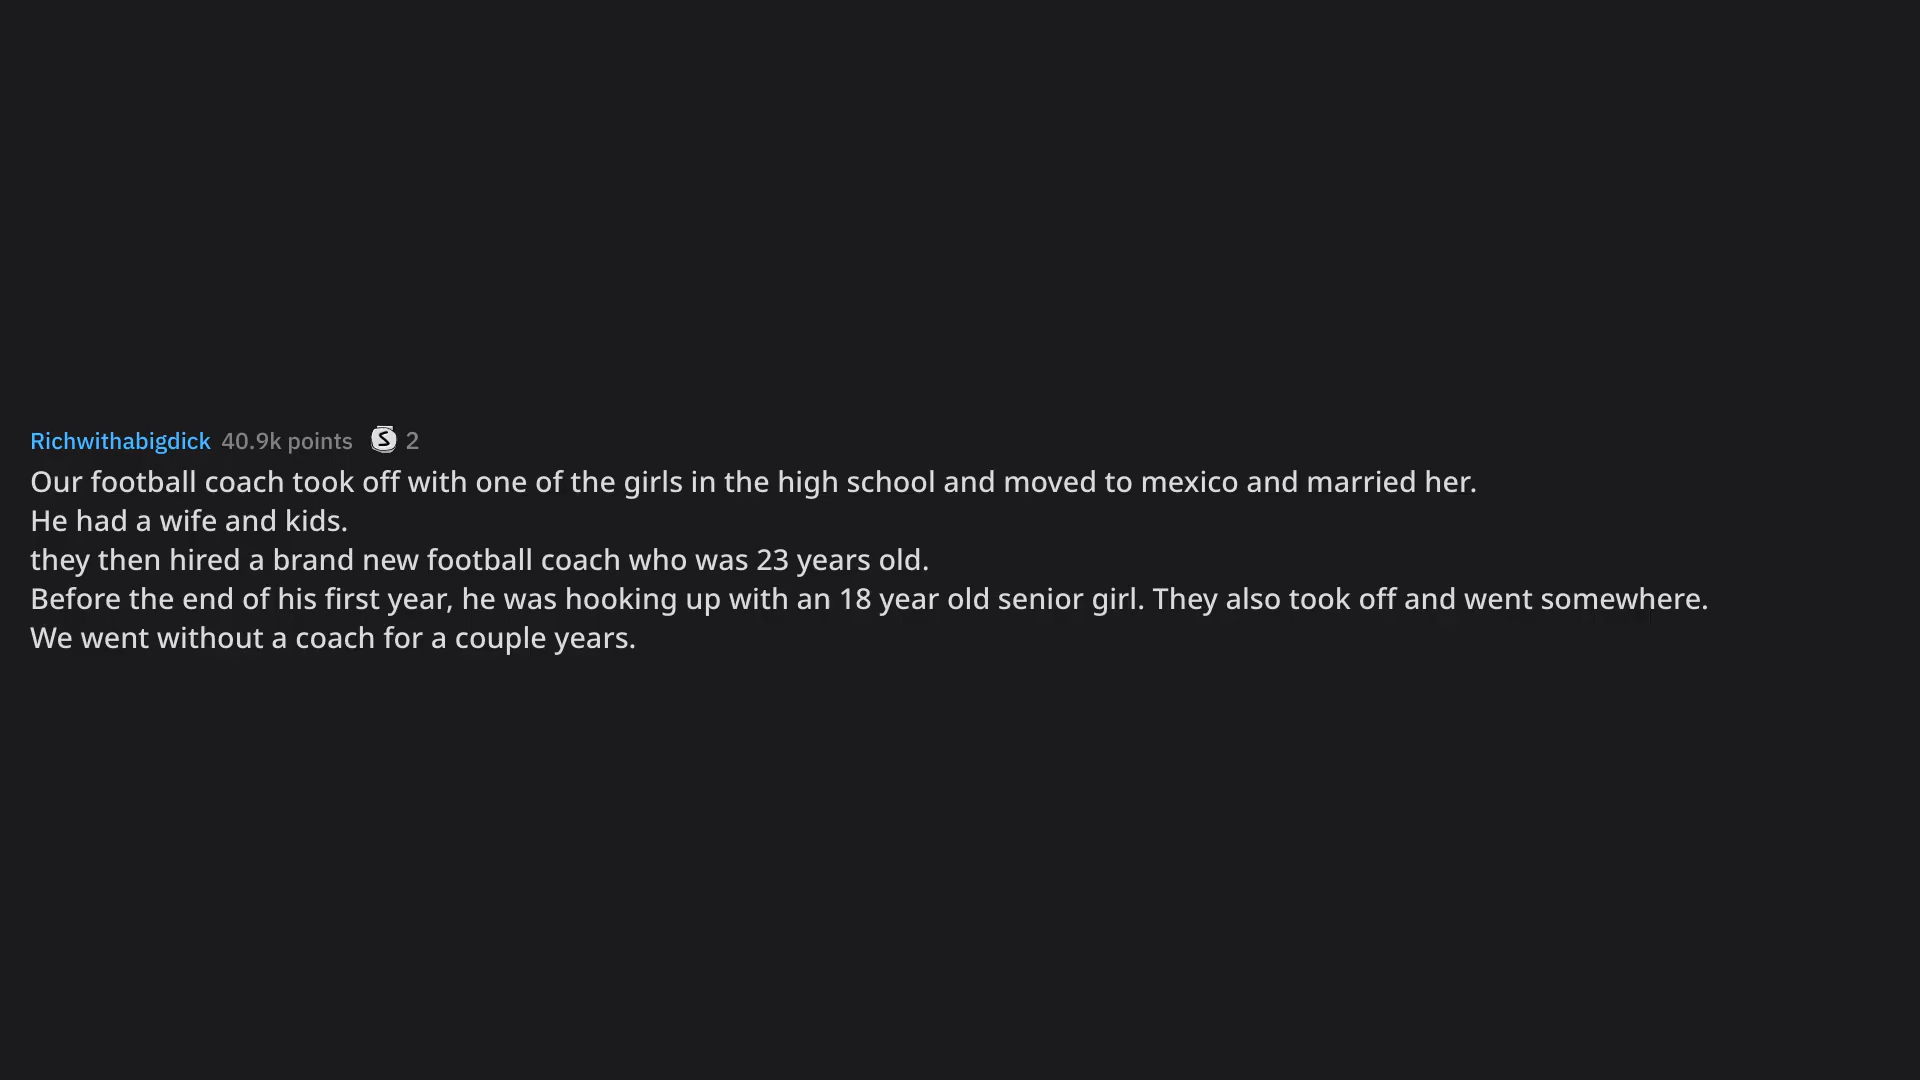 Richwithabigdick 40.9k points S 2
Our football coach took off with one of the girls in the high school and moved to mexico and married her.
He had a wife and kids.
they then hired a brand new football coach who was 23 years old.
Before the end of his first year, he was hooking up with an 18 year old senior girl. They also took off and went somewhere.
We went without a coach for a couple years.